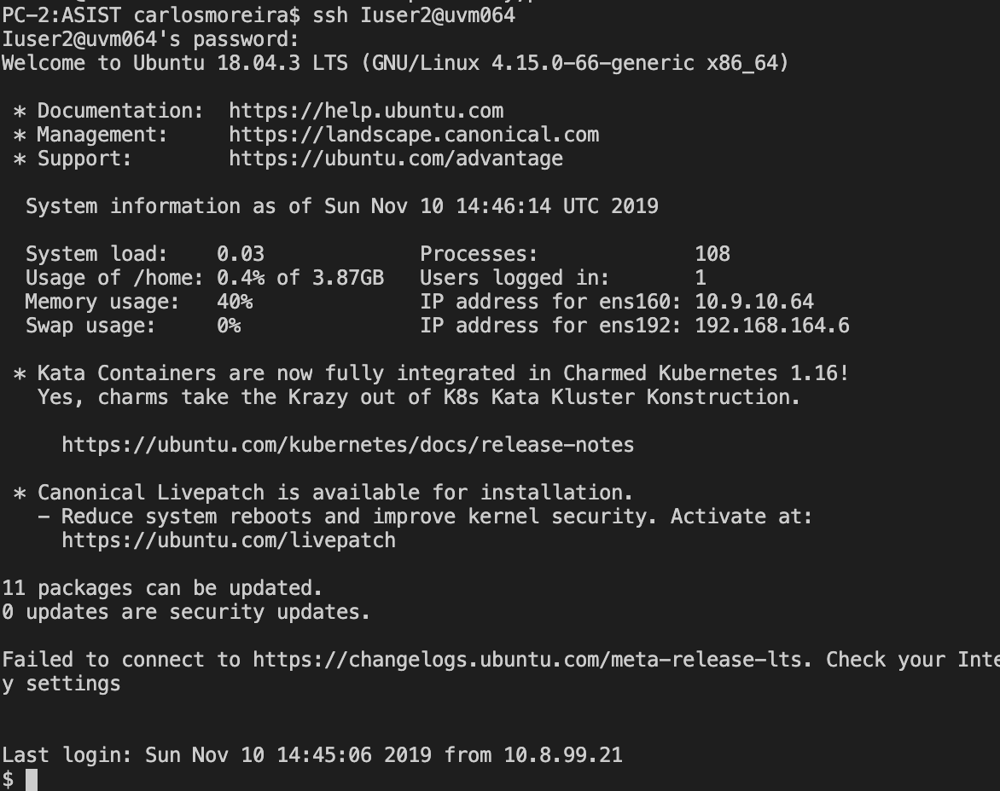 PC-2:ASIST carlosmoreira$ ssh Iuser2@uvm064
Iuser2@uvm064's password:
Welcome to Ubuntu 18.04.3 LTS (GNU/Linux 4.15.0-66-generic x86_64)
* Documentation: https://help.ubuntu.com
* Management: https://landscape.canonical.com
* Support: https://ubuntu.com/advantage
System information as of Sun Nov 10 14:46:14 UTC 2019
System load: 0.03 Processes: 108
Usage of /home: 0.4% of 3.87GB Users logged in: 1
Memory usage: 40% IP address for ens160: 10.9.10.64
Swap usage: 0% IP address for ens192: 192.168.164.6
* Kata Containers are now fully integrated in Charmed Kubernetes 1.16!
Yes, charms take the Krazy out of K8s Kata Kluster Konstruction.
https://ubuntu.com/kubernetes/docs/release-notes
* Canonical Livepatch is available for installation.
- Reduce system reboots and improve kernel security. Activate at:
https://ubuntu.com/livepatch
11 packages can be updated.
0 updates are security updates.
Failed to connect to https://changelogs.ubuntu.com/meta-release-lts. Check your Inte
y settings
Last login: Sun Nov 10 14:45:06 2019 from 10.8.99.21
$